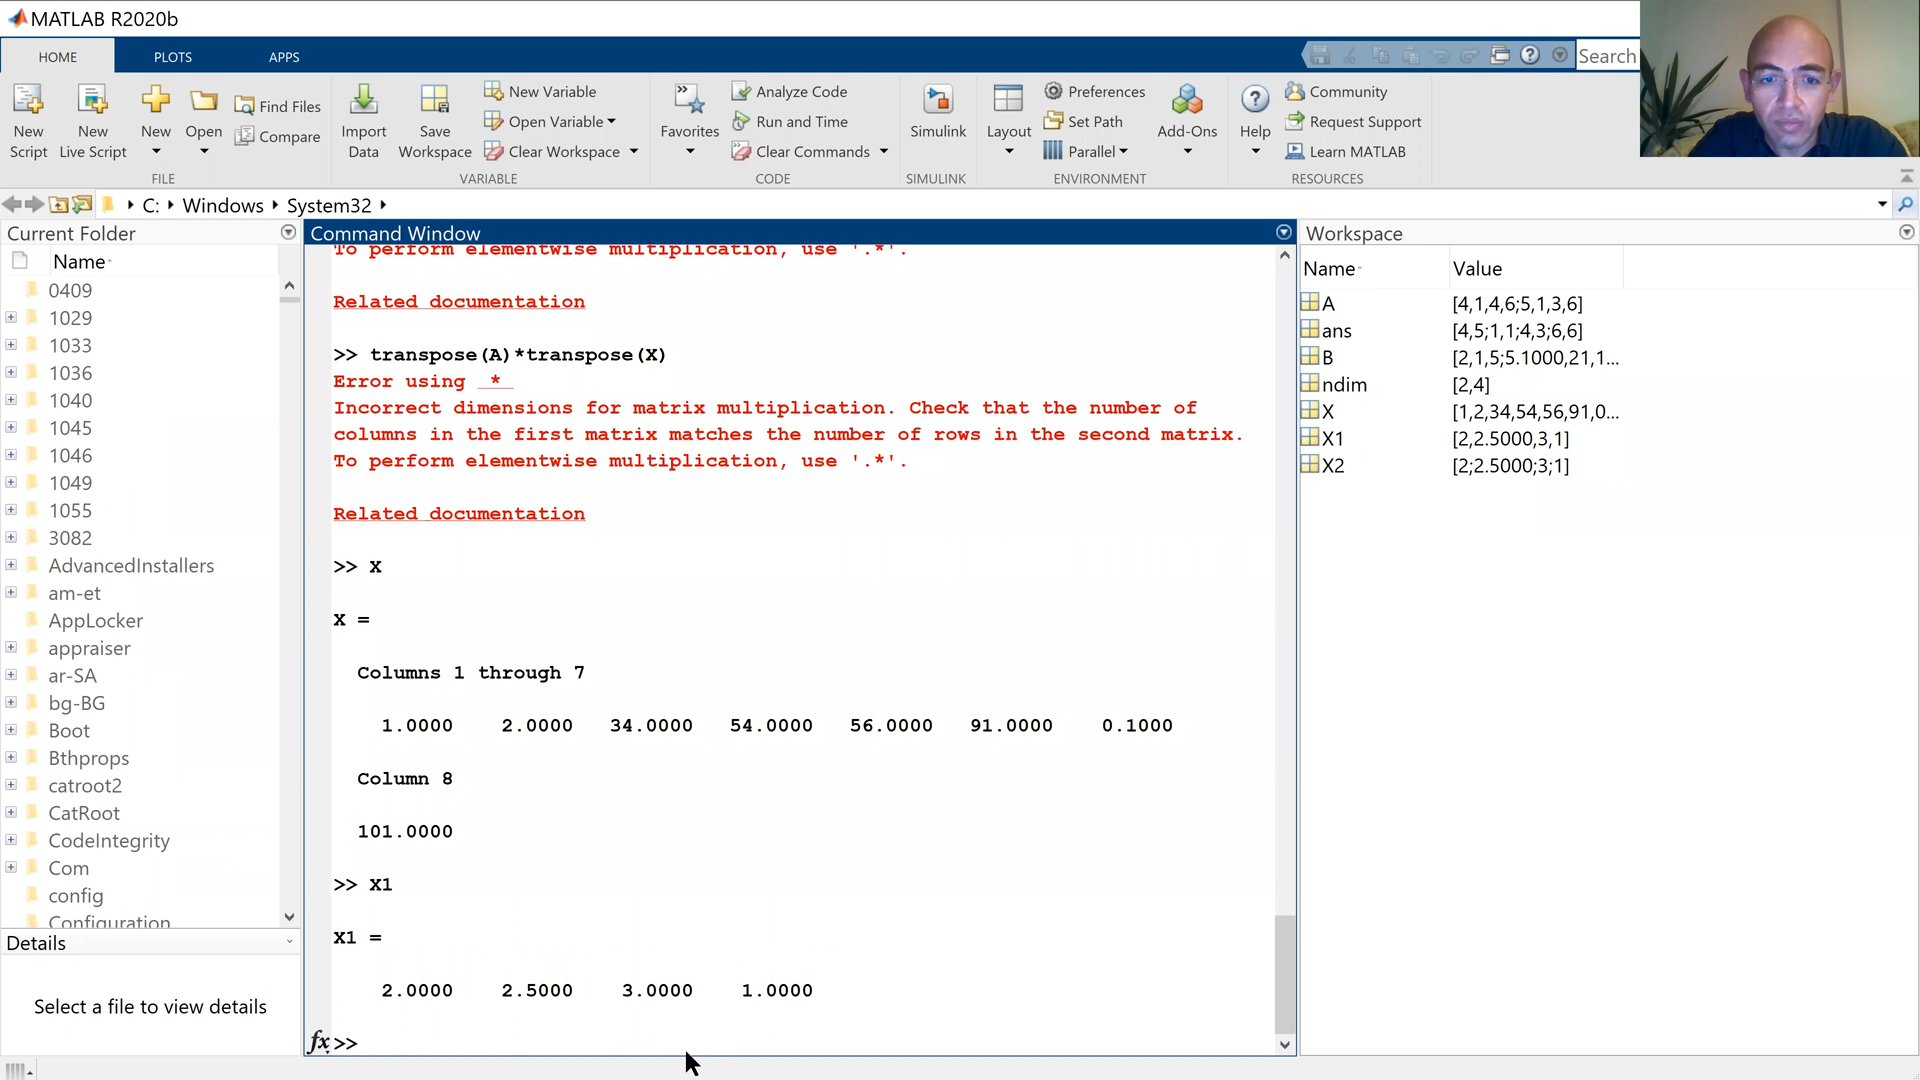 MATLAB R2020b
HOME
PLOTS
APPS
Search
New Script
New Live Script
New
Open
Find Files
Compare
FILE
Import Data
Save Workspace
New Variable
Open Variable
Clear Workspace
VARIABLE
Favorites
Analyze Code
Run and Time
Clear Commands
CODE
Simulink
SIMULINK
Layout
Preferences
Set Path
Parallel
Add-Ons
ENVIRONMENT
Help
Community
Request Support
Learn MATLAB
RESOURCES
C: Windows System32
Current Folder
Name
0409
1029
1033
1036
1040
1045
1046
1049
1055
3082
AdvancedInstallers
am-et
AppLocker
appraiser
ar-SA
bg-BG
Boot
Bthprops
catroot2
CatRoot
CodeIntegrity
Com
config
Configuration
Details
Select a file to view details
Command Window
To perform elementwise multiplication, use '.*'.
Related documentation
>> transpose(A)*transpose(X)
Error using  *
Incorrect dimensions for matrix multiplication. Check that the number of
columns in the first matrix matches the number of rows in the second matrix.
To perform elementwise multiplication, use '.*'.
Related documentation
>> X
X =
Columns 1 through 7
1.0000 2.0000 34.0000 54.0000 56.0000 91.0000 0.1000
Column 8
101.0000
>> X1
X1 =
2.0000 2.5000 3.0000 1.0000
fx >>
Workspace
Name Value
A [4,1,4,6;5,1,3,6]
ans [4,5;1,1;4,3;6,6]
B [2,1,5;5.1000,21,1...
ndim [2,4]
X [1,2,34,54,56,91,0...
X1 [2,2.5000,3,1]
X2 [2;2.5000;3;1]